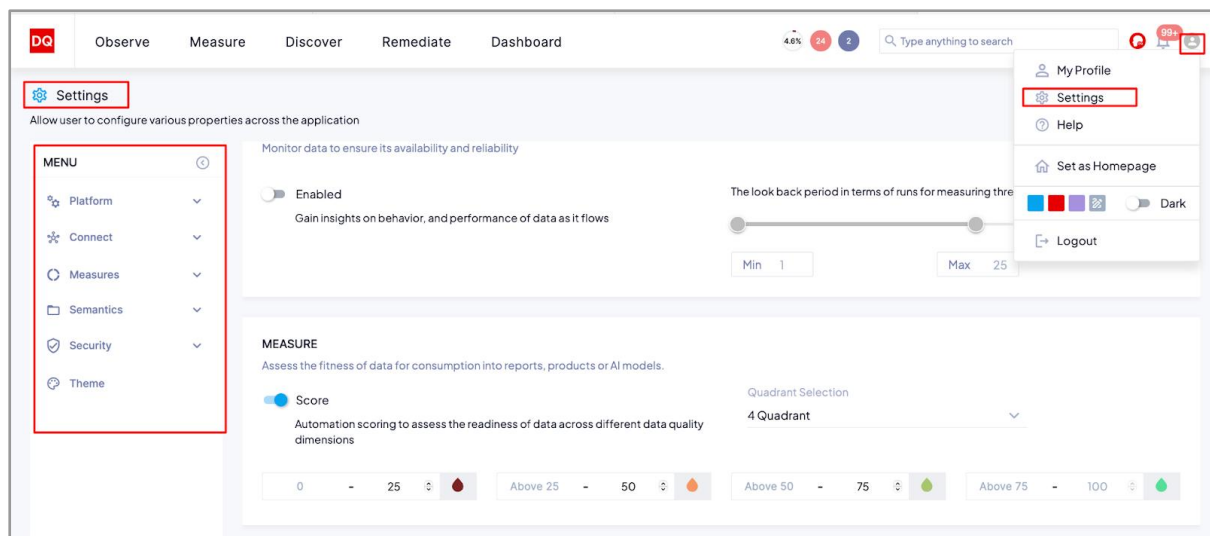 DQ Observe Measure Discover Remediate Dashboard 4.6% 24 2 Type anything to search 99+
My Profile
Settings
Help
Set as Homepage
Dark
Logout
Settings
Allow user to configure various properties across the application
MENU
Platform
Connect
Measures
Semantics
Security
Theme
Monitor data to ensure its availability and reliability
Enabled
Gain insights on behavior, and performance of data as it flows
The look back period in terms of runs for measuring thre
Min 1 Max 25
MEASURE
Assess the fitness of data for consumption into reports, products or AI models.
Score
Automation scoring to assess the readiness of data across different data quality
dimensions
Quadrant Selection
4 Quadrant
0 - 25 Above 25 - 50 Above 50 - 75 Above 75 - 100